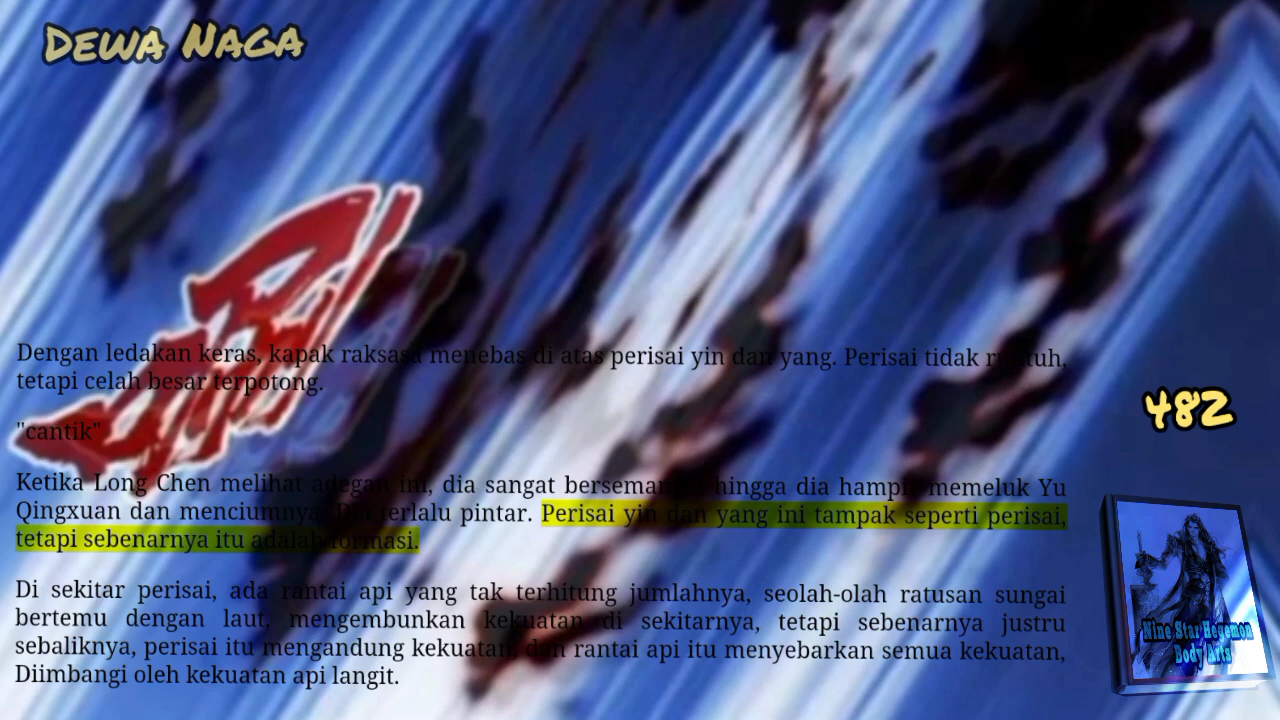 Dewa Naga
Dengan ledakan keras, kapak raksasa menebas di atas perisai yin dan yang. Perisai tidak runtuh,
tetapi celah besar terpotong.
"cantik"
Ketika Long Chen melihat adegan ini, dia sangat bersemangat hingga dia hampir memeluk Yu
Qingxuan dan menciumnya. Dia terlalu pintar. Perisai yin dan yang ini tampak seperti perisai,
tetapi sebenarnya itu adalah formasi.
Di sekitar perisai, ada rantai api yang tak terhitung jumlahnya, seolah-olah ratusan sungai
bertemu dengan laut, mengembunkan kekuatan di sekitarnya, tetapi sebenarnya justru
sebaliknya, perisai itu mengandung kekuatan, dan rantai api itu menyebarkan semua kekuatan,
Diimbangi oleh kekuatan api langit.
482
Nine Star Hegemon
Body Arts